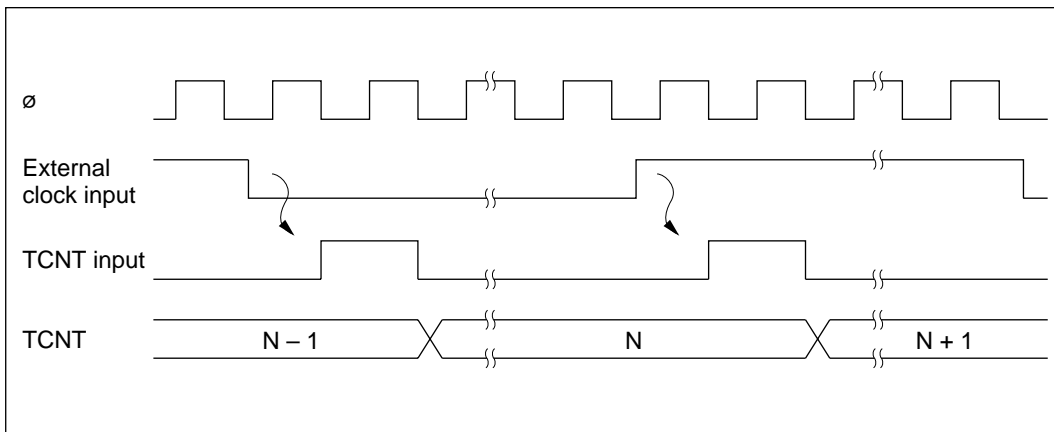 ø
External
clock input
TCNT input
TCNT
N – 1
N
N + 1